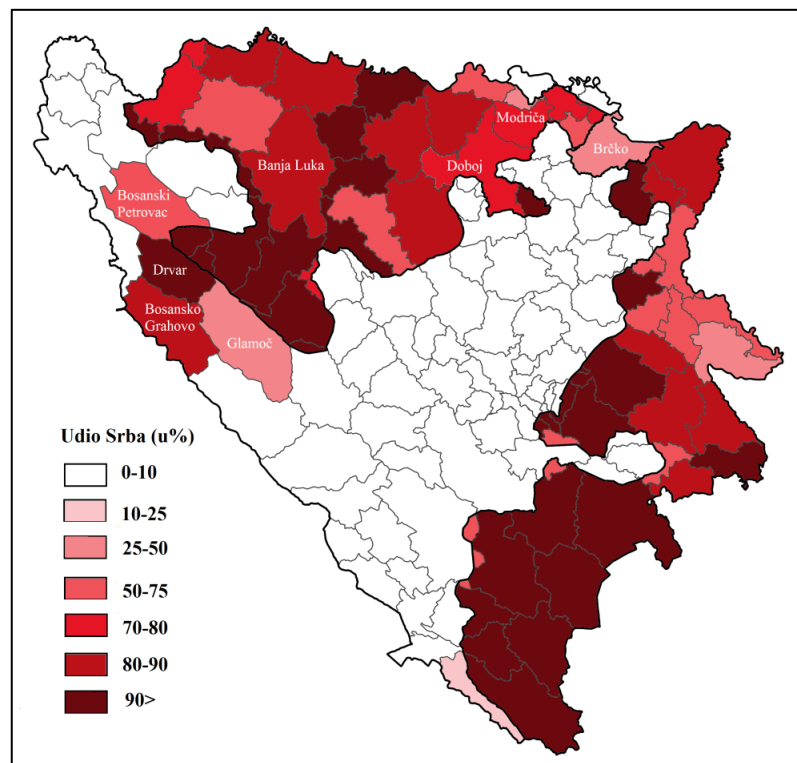 Modriča
Brčko
Banja Luka
Doboj
Bosanski
Petrovac
Drvar
Bosansko
Grahovo
Glamoč
Udio Srba (u%)
0-10
10-25
25-50
50-75
70-80
80-90
90>